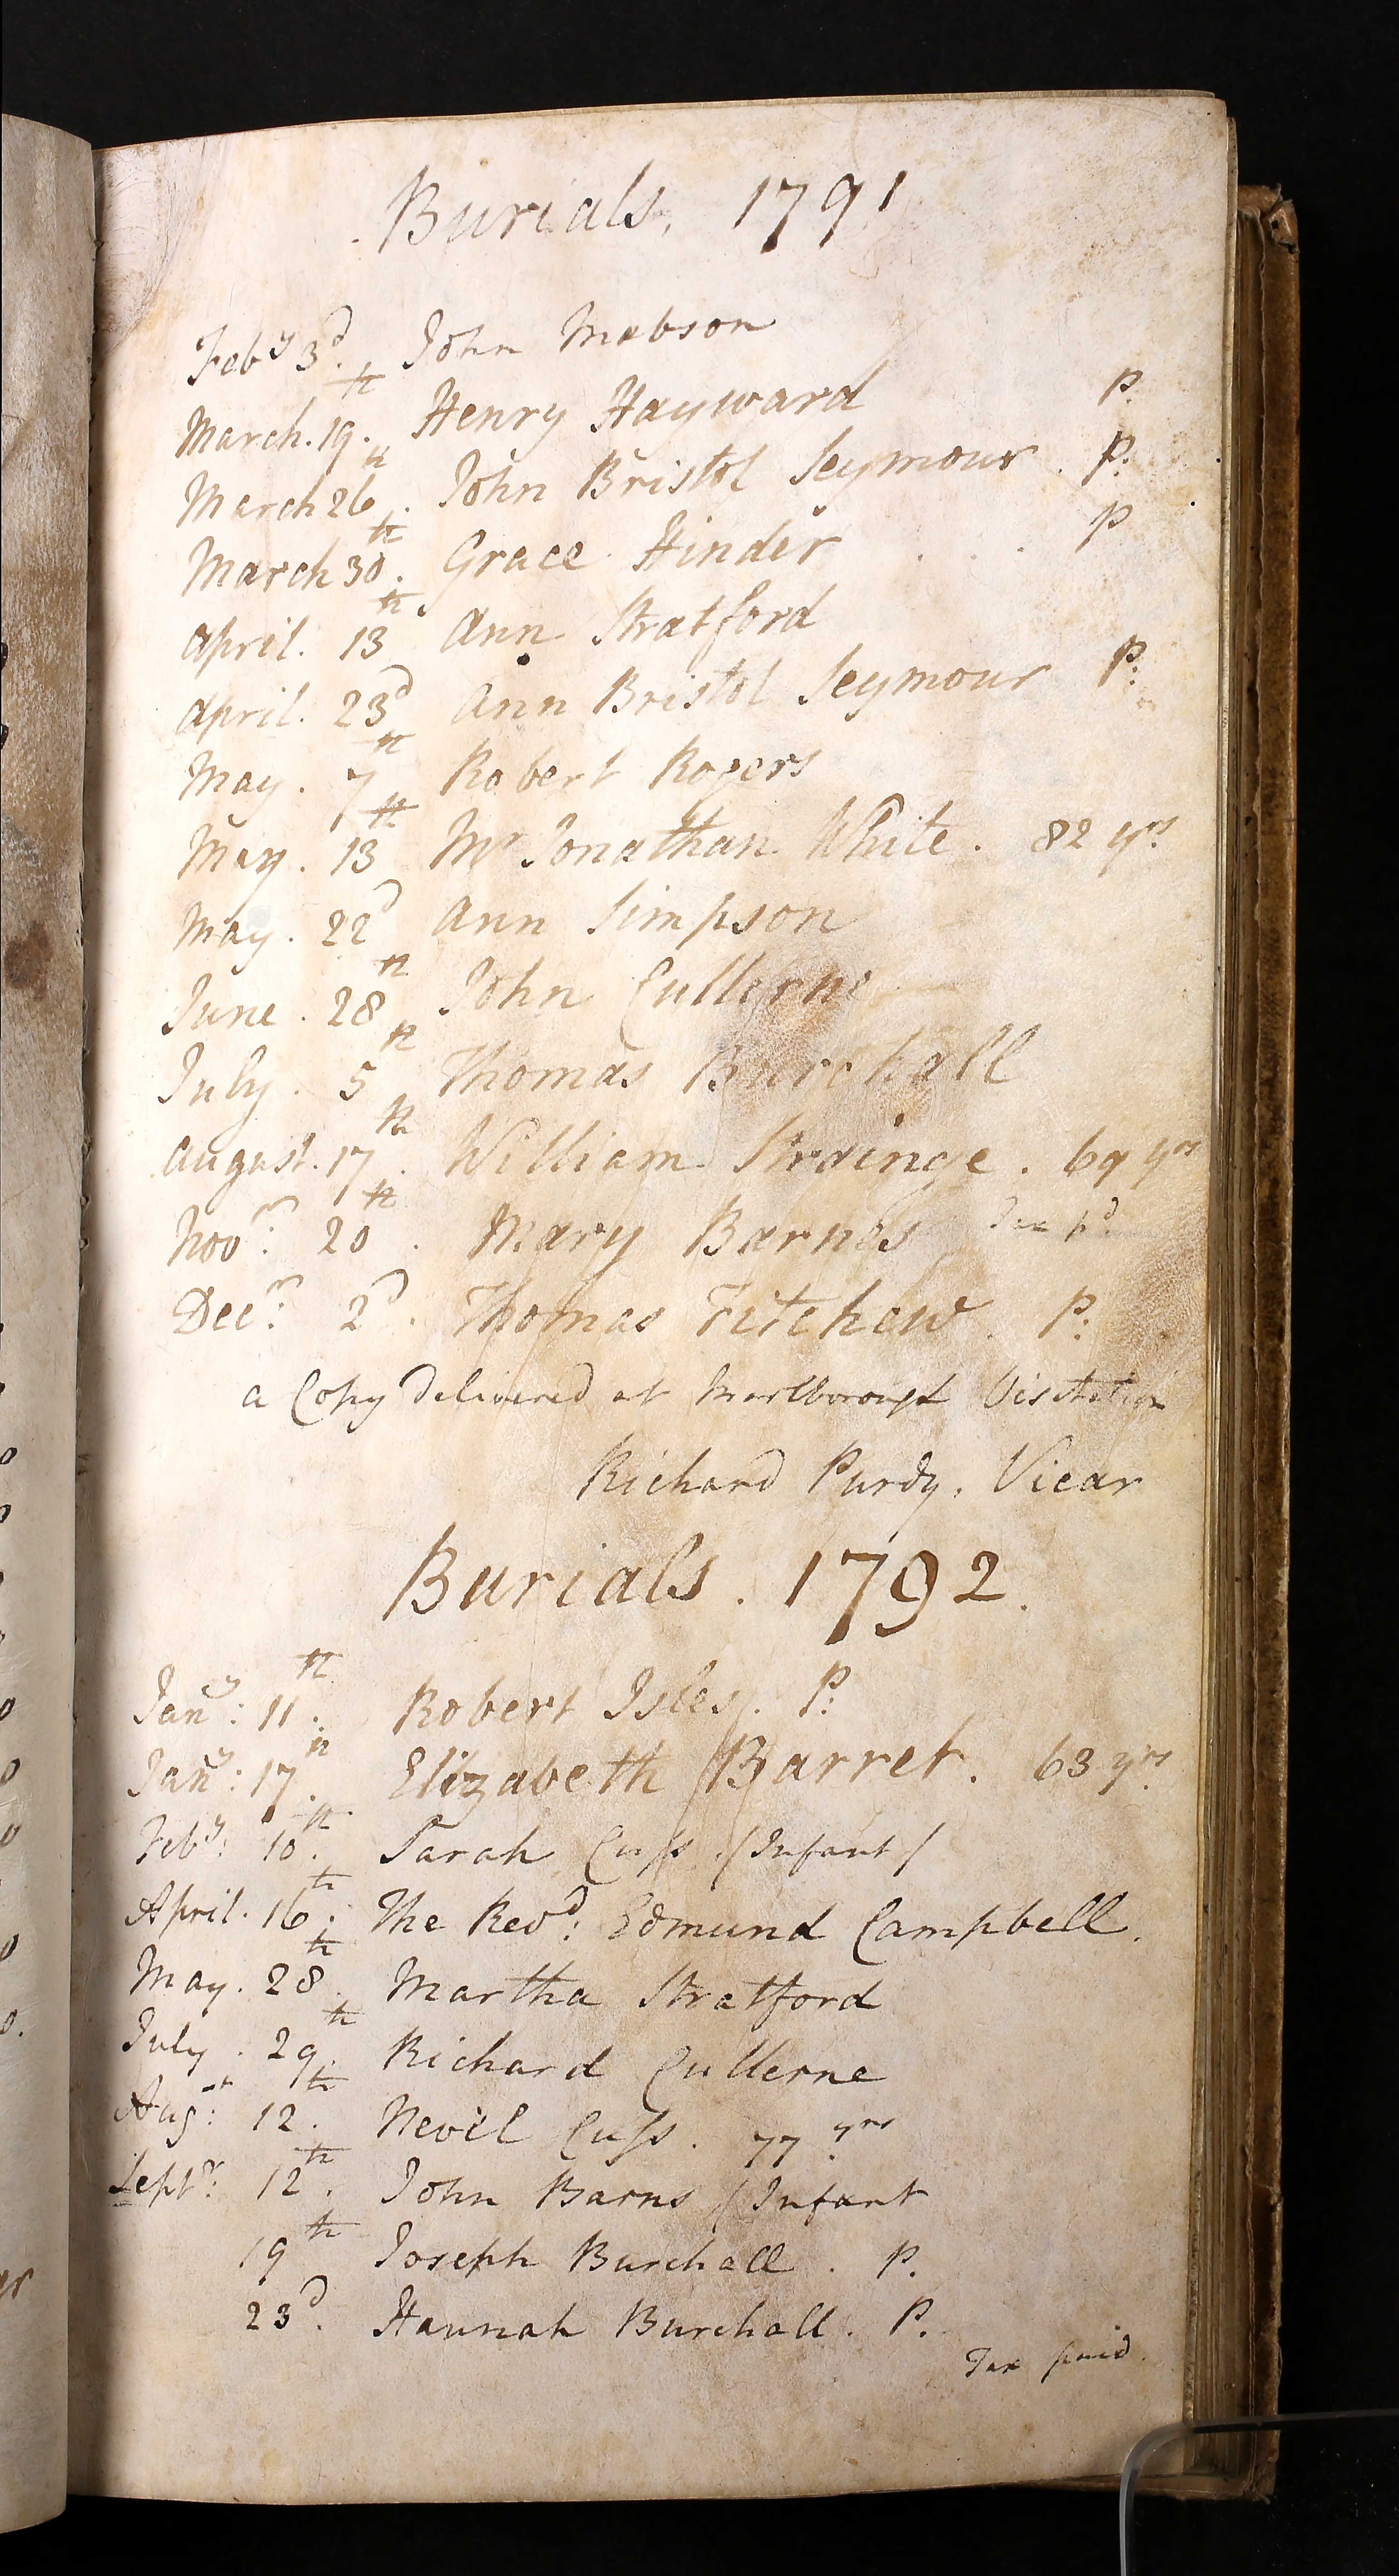 Burials, 1791
Feby 3d. John Mobson
March. 19th. Henry Hayward P.
March 26th. John Bristol Seymour. P:
March 30th. Grace Hinder . . . P
April. 13th Ann Stratford
April. 23d Ann Bristol Seymour P:
May. 7th Robert Rogers
May. 13th Mr Jonathan White. 82 yrs
May. 22d Ann Simpson
June. 28th John Cullerne
July. 5th Thomas Burchall
August. 17th. William Strainge. 69 yrs
Novr: 20th. Mary Barnes Tax pd.
Decr: 2d. Thomas Fitchew. P:
a Copy delivered at Marlborough Visitation
Richard Purdy, Vicar
Burials. 1792.
Jany: 11th. Robert Isles. P:
Jany: 17th. Elizabeth Barret. 63 yrs
Feby: 10th. Sarah Cuss / Infant /
April. 16th. The Revd: Edmund Campbell.
May. 28th. Martha Stratford
July. 29th. Richard Cullerne
Augst: 12th. Nevil Cuss. 77 yrs
Septr: 12th. John Barns / Infant
19th Joseph Burchall. P.
23d. Hannah Burchall. P.
Tax paid.